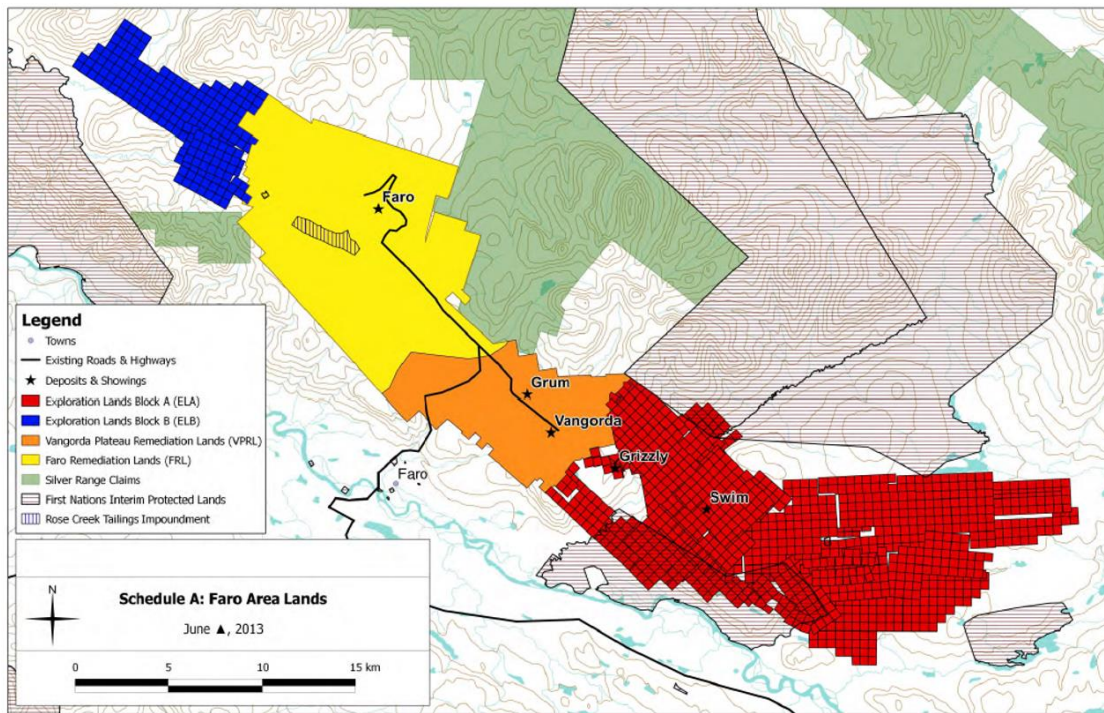 Faro
Grum
Vangorda
Grizzly
Faro
Swim
Legend
Towns
Existing Roads & Highways
Deposits & Showings
Exploration Lands Block A (ELA)
Exploration Lands Block B (ELB)
Vangorda Plateau Remediation Lands (VPRL)
Faro Remediation Lands (FRL)
Silver Range Claims
First Nations Interim Protected Lands
Rose Creek Tailings Impoundment
N
Schedule A: Faro Area Lands
June ▲, 2013
0 5 10 15 km